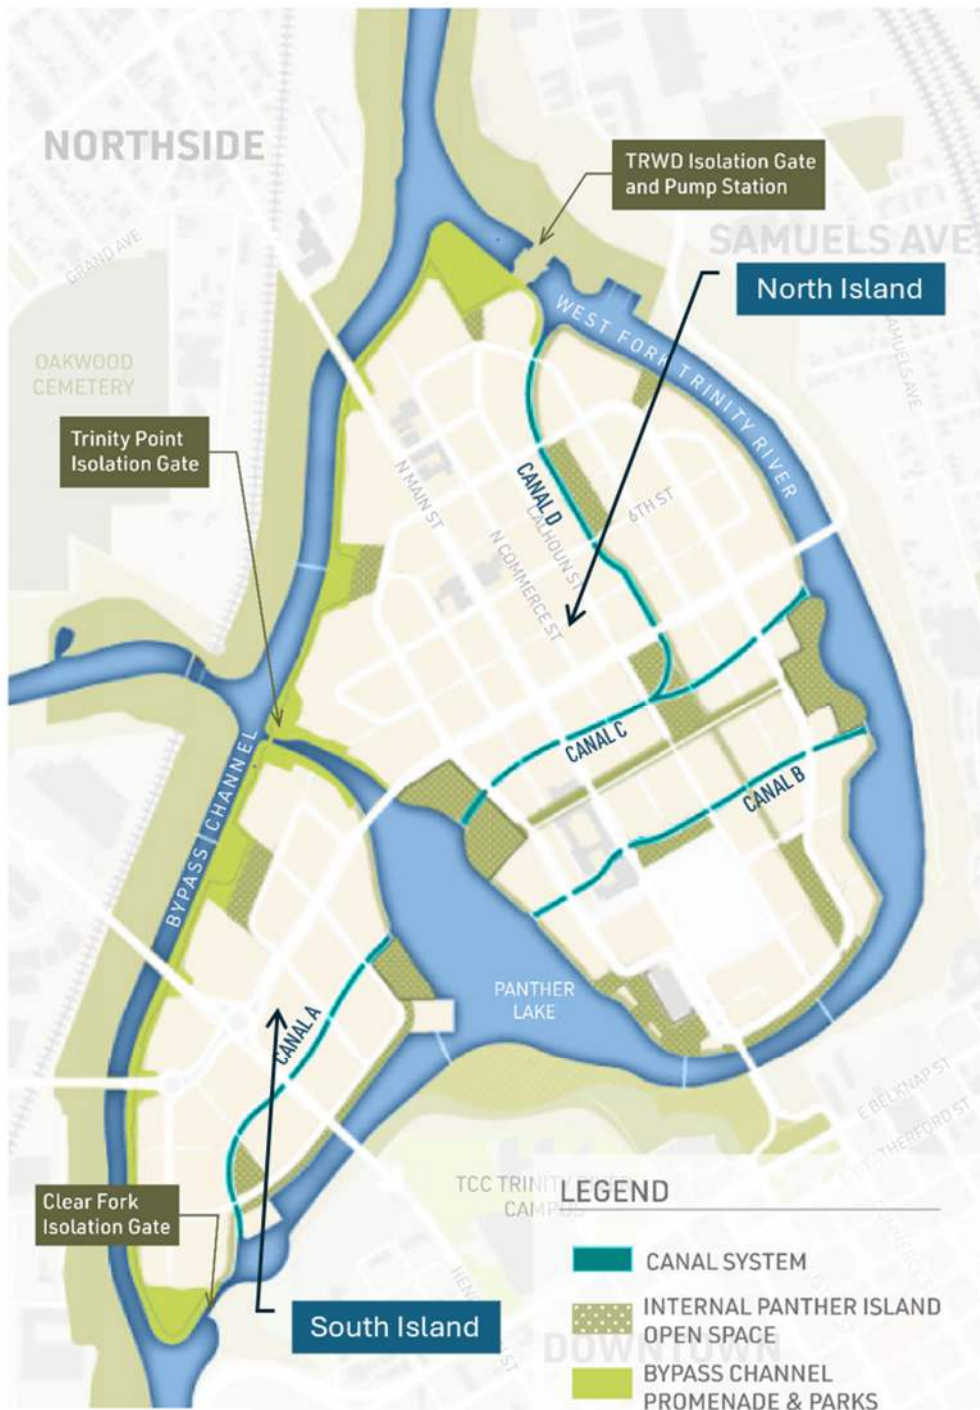 NORTHSIDE
TRWD Isolation Gate
and Pump Station
SAMUELS AVE
North Island
GRAND AVE
WEST FORK TRINITY RIVER
SAMUELS AVE
OAKWOOD
CEMETERY
Trinity Point
Isolation Gate
N MAIN ST
CANAL D
CALHOUN ST
6TH ST
N COMMERCE ST
CANAL C
BYPASS CHANNEL
CANAL B
PANTHER
LAKE
CANAL A
E BELKNAP ST
WEATHERFORD ST
TCC TRINITY
CAMPUS
Clear Fork
Isolation Gate
South Island
DOWNTOWN
LEGEND
CANAL SYSTEM
INTERNAL PANTHER ISLAND
OPEN SPACE
BYPASS CHANNEL
PROMENADE & PARKS